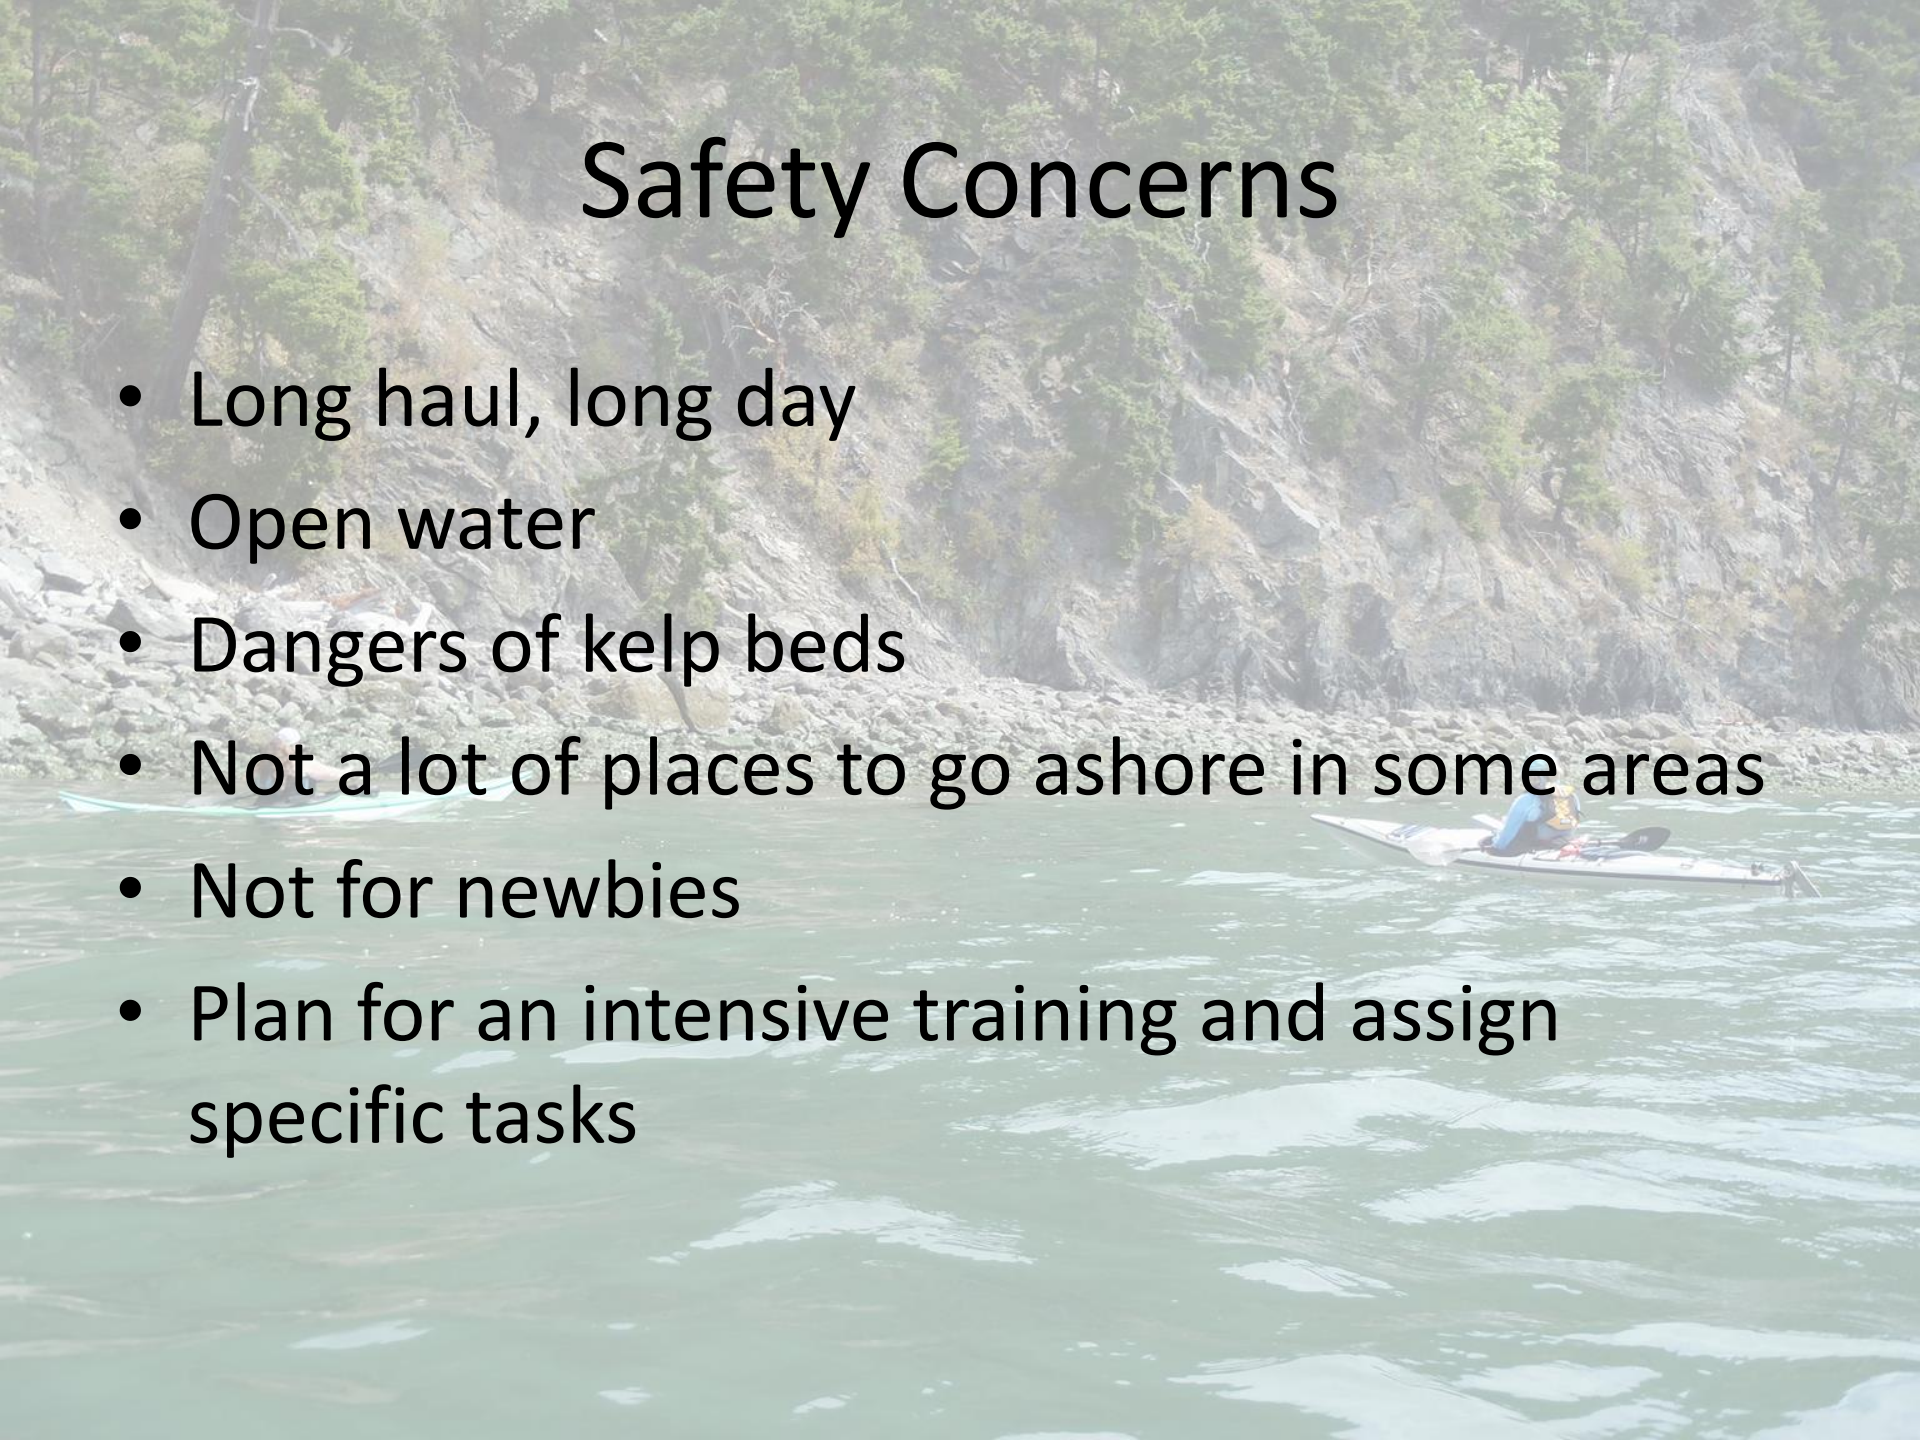 Safety Concerns
• Long haul, long day
• Open water
• Dangers of kelp beds
• Not a lot of places to go ashore in some areas
• Not for newbies
• Plan for an intensive training and assign
specific tasks